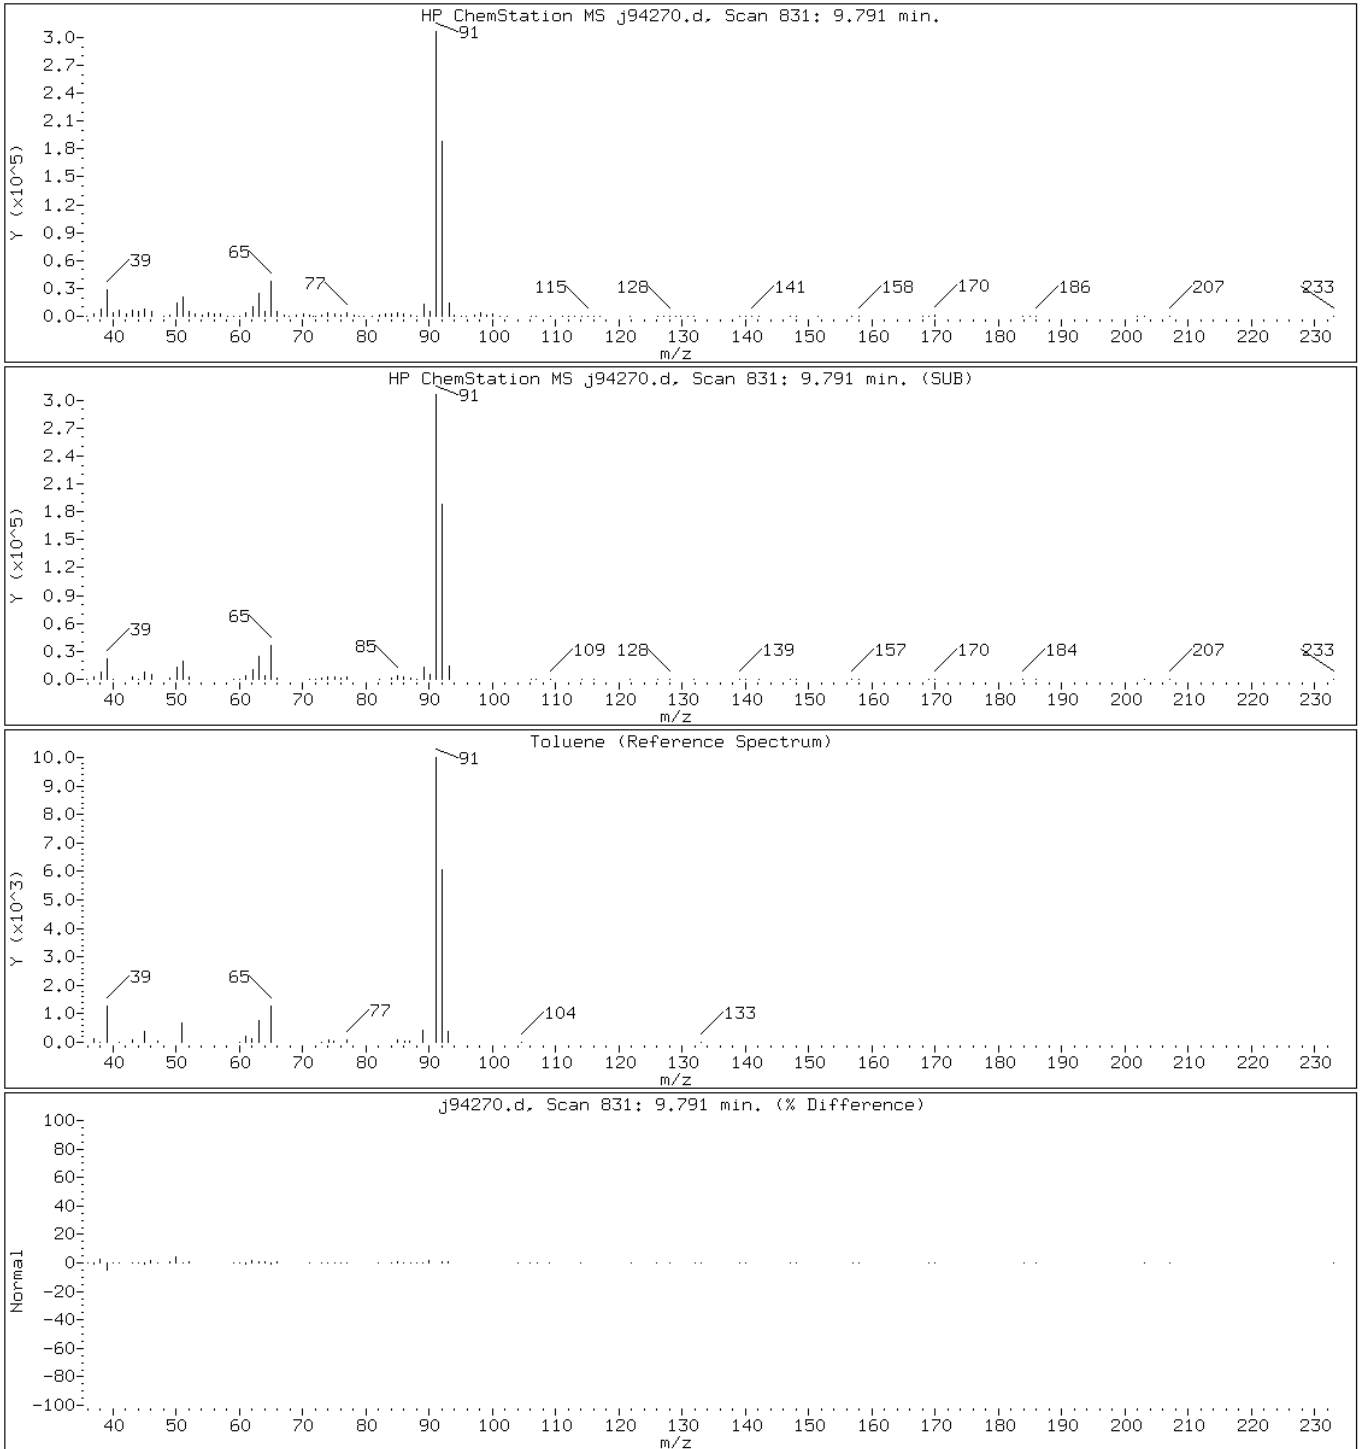 HP ChemStation MS j94270.d, Scan 831: 9.791 min.
91
3.0
2.7
2.4
2.1
1.8
1.5
1.2
0.9
0.6
0.3
0.0
Y (x10^5)
39 65 77 115 128 141 158 170 186 207 233
40 50 60 70 80 90 100 110 120 130 140 150 160 170 180 190 200 210 220 230
m/z
HP ChemStation MS j94270.d, Scan 831: 9.791 min. (SUB)
91
3.0
2.7
2.4
2.1
1.8
1.5
1.2
0.9
0.6
0.3
0.0
Y (x10^5)
39 65 85 109 128 139 157 170 184 207 233
40 50 60 70 80 90 100 110 120 130 140 150 160 170 180 190 200 210 220 230
m/z
Toluene (Reference Spectrum)
91
10.0
9.0
8.0
7.0
6.0
5.0
4.0
3.0
2.0
1.0
0.0
Y (x10^3)
39 65 77 104 133
40 50 60 70 80 90 100 110 120 130 140 150 160 170 180 190 200 210 220 230
m/z
j94270.d, Scan 831: 9.791 min. (% Difference)
100
80
60
40
20
0
-20
-40
-60
-80
-100
Normal
40 50 60 70 80 90 100 110 120 130 140 150 160 170 180 190 200 210 220 230
m/z